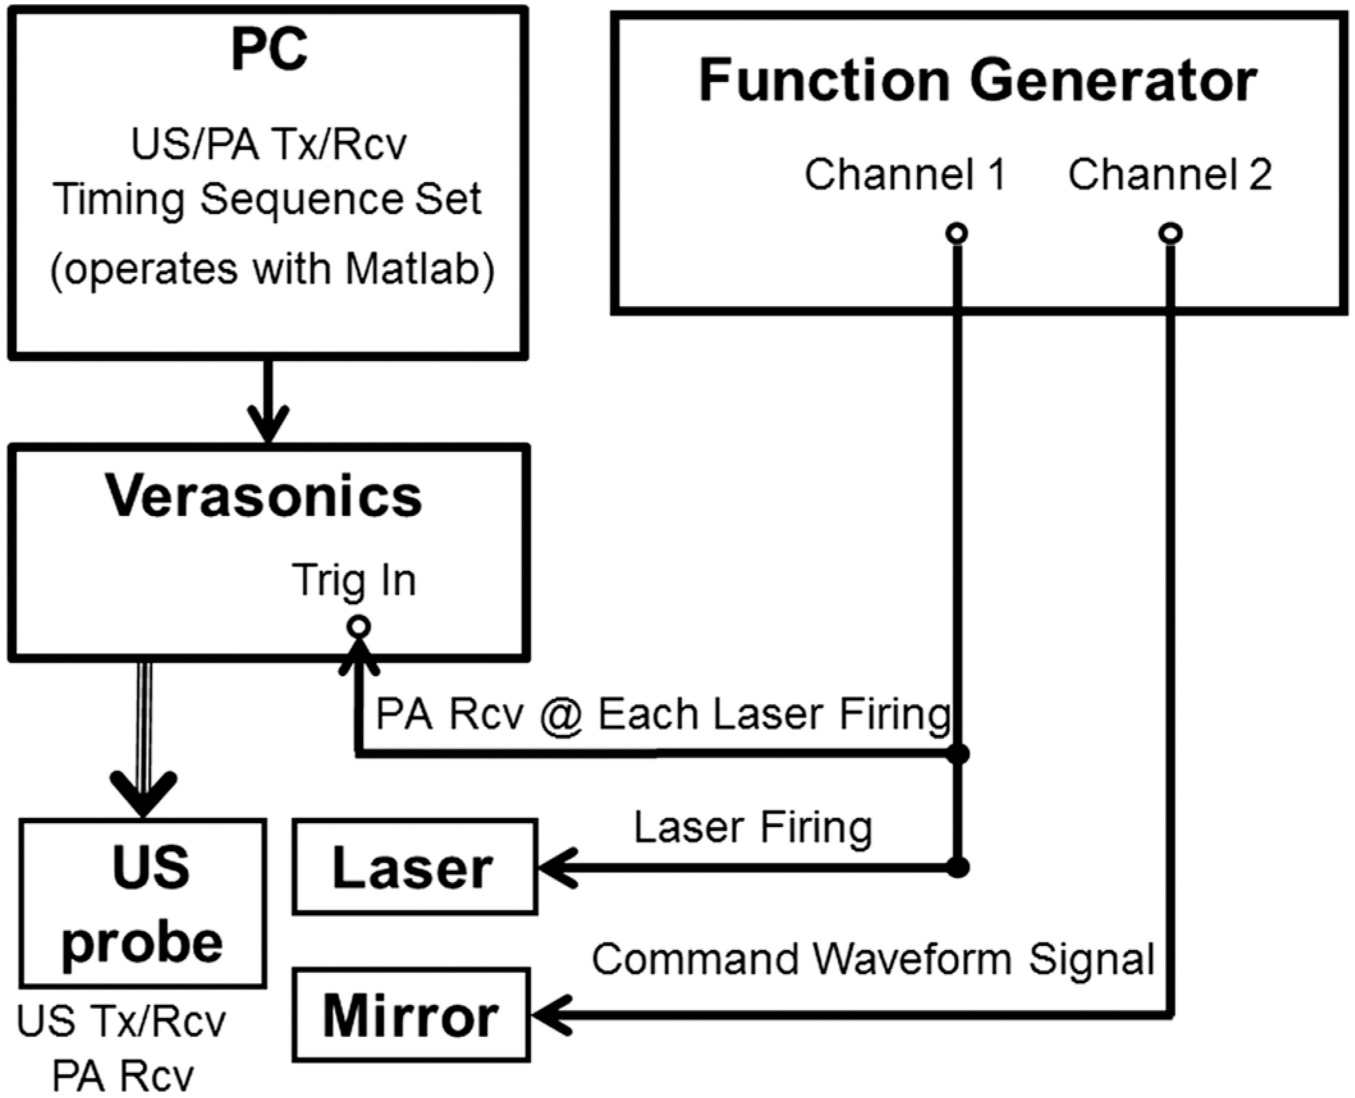 PC
US/PA Tx/Rcv
Timing Sequence Set
(operates with Matlab)
Function Generator
Channel 1
Channel 2
Verasonics
Trig In
PA Rcv @ Each Laser Firing
Laser Firing
US
probe
Laser
Command Waveform Signal
Mirror
US Tx/Rcv
PA Rcv